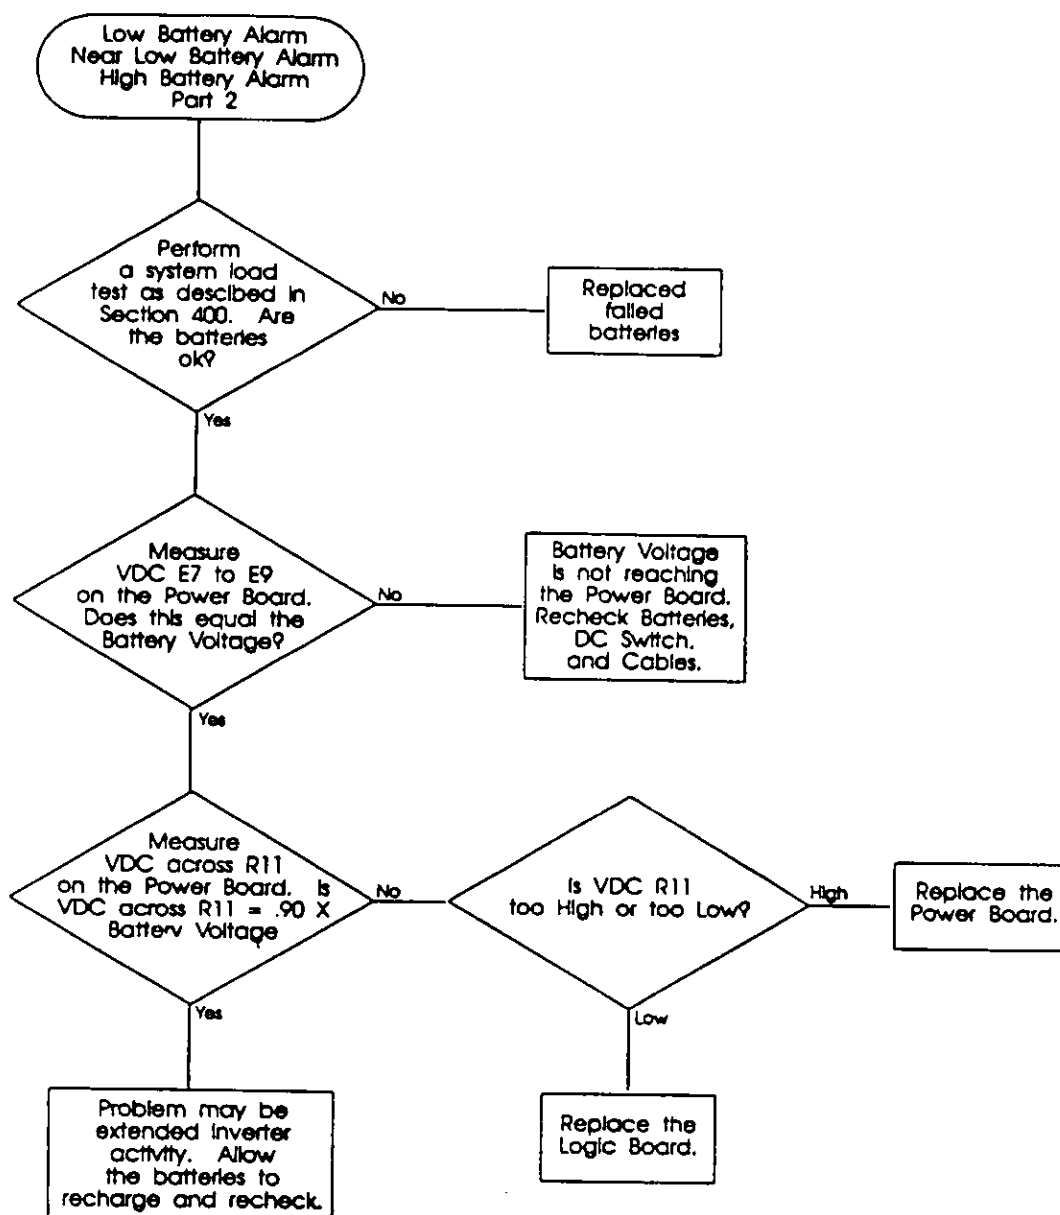 Low Battery Alarm
Near Low Battery Alarm
High Battery Alarm
Part 2
Perform
a system load
test as descibed in
Section 400. Are
the batteries
ok?
No
Replaced
failed
batteries
Yes
Measure
VDC E7 to E9
on the Power Board.
Does this equal the
Battery Voltage?
No
Battery Voltage
is not reaching
the Power Board.
Recheck Batteries,
DC Switch,
and Cables.
Yes
Measure
VDC across R11
on the Power Board. Is
VDC across R11 = .90 X
Battery Voltage
?
No
Is VDC R11
too High or too Low?
High
Replace the
Power Board.
Yes
Low
Problem may be
extended inverter
activity. Allow
the batteries to
recharge and recheck.
Replace the
Logic Board.